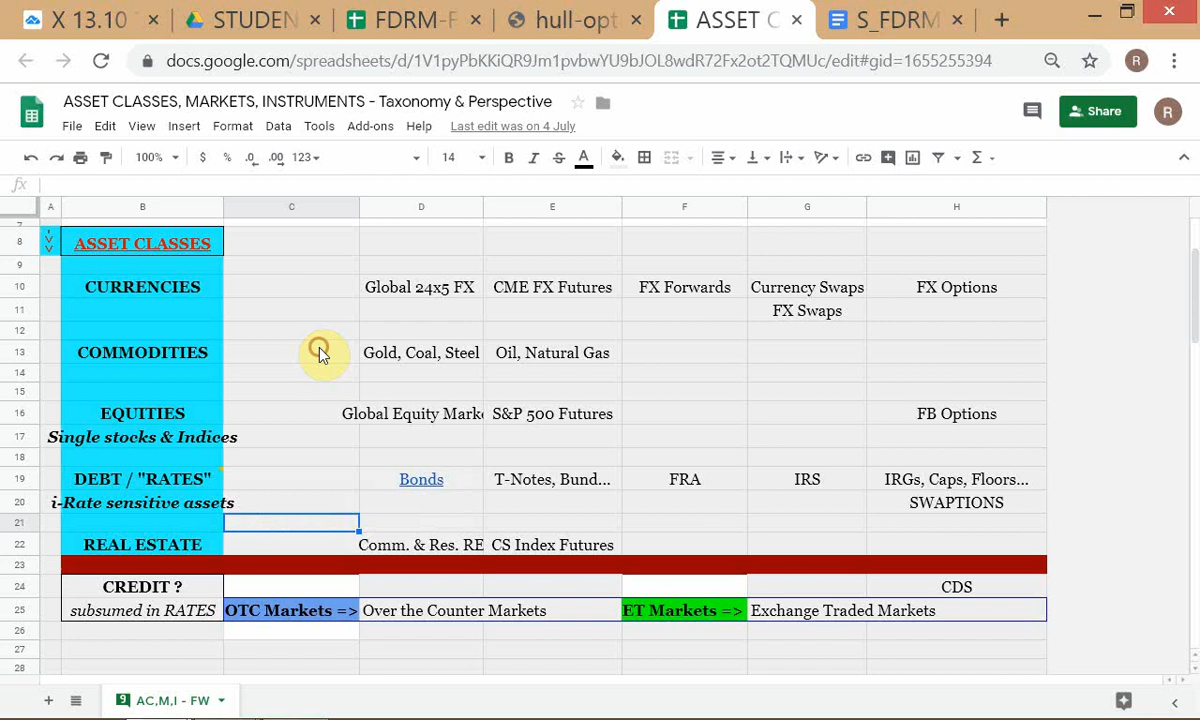 X 13.10
STUDEN
FDRM-F
hull-opt
ASSET C
S_FDRM
docs.google.com/spreadsheets/d/1V1pyPbKKiQR9Jm1pvbwYU9bJOL8wdR72Fx2ot2TQMUc/edit#gid=1655255394
R
ASSET CLASSES, MARKETS, INSTRUMENTS - Taxonomy & Perspective
Share
R
File Edit View Insert Format Data Tools Add-ons Help Last edit was on 4 July
100% $ % .0 .00 123 14 B I S A Σ
fx
A B C D E F G H
7
8 ASSET CLASSES
9
10 CURRENCIES Global 24x5 FX CME FX Futures FX Forwards Currency Swaps FX Options
11 FX Swaps
12
13 COMMODITIES Gold, Coal, Steel Oil, Natural Gas
14
15
16 EQUITIES Global Equity Marke S&P 500 Futures FB Options
17 Single stocks & Indices
18
19 DEBT / "RATES" Bonds T-Notes, Bund... FRA IRS IRGs, Caps, Floors...
20 i-Rate sensitive assets SWAPTIONS
21
22 REAL ESTATE Comm. & Res. RE CS Index Futures
23
24 CREDIT ? CDS
25 subsumed in RATES OTC Markets => Over the Counter Markets ET Markets => Exchange Traded Markets
26
27
28
9 AC,M,I - FW